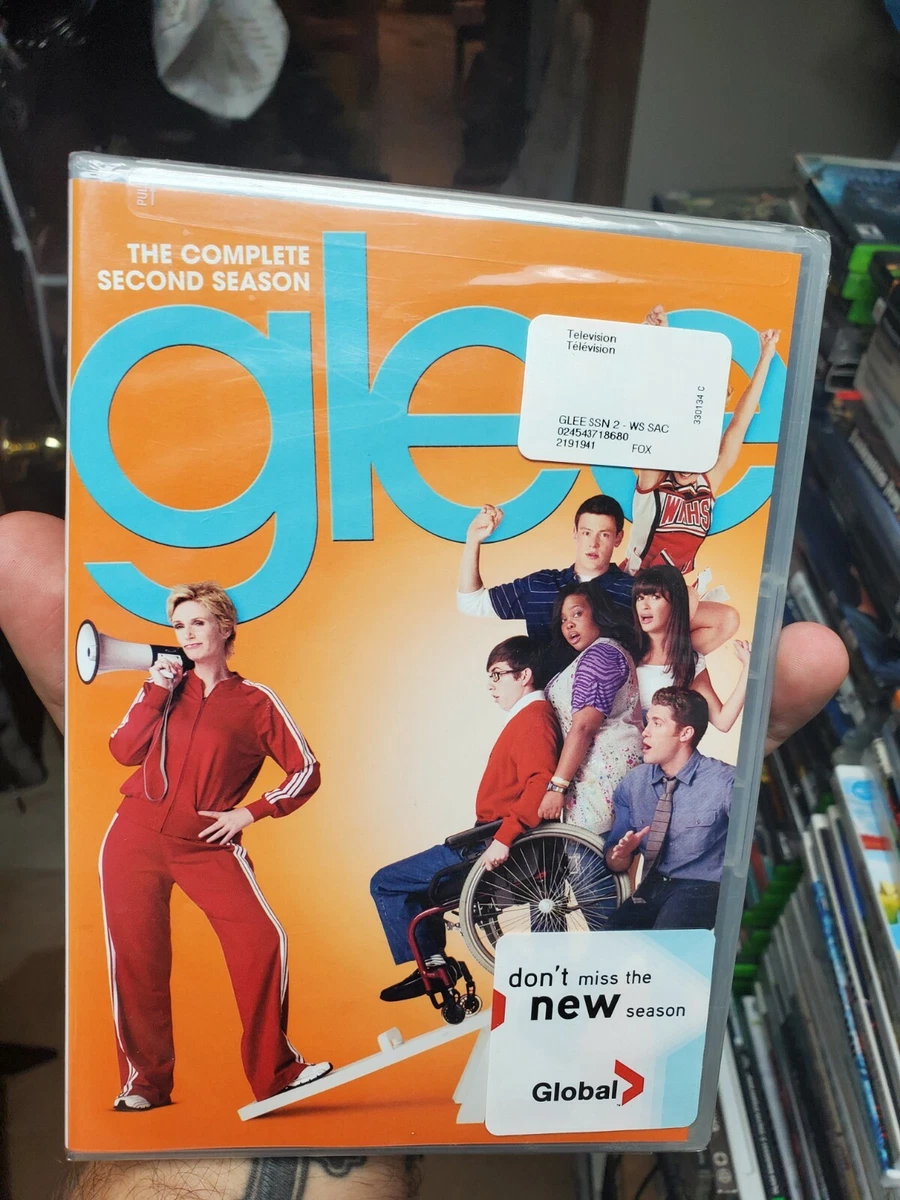 THE COMPLETE
SECOND SEASON
glee
Television
Télévision
GLEE SSN 2 - WS SAC
024543718680
2191941 FOX
330134 C
WMHS
don't miss the
new season
Global